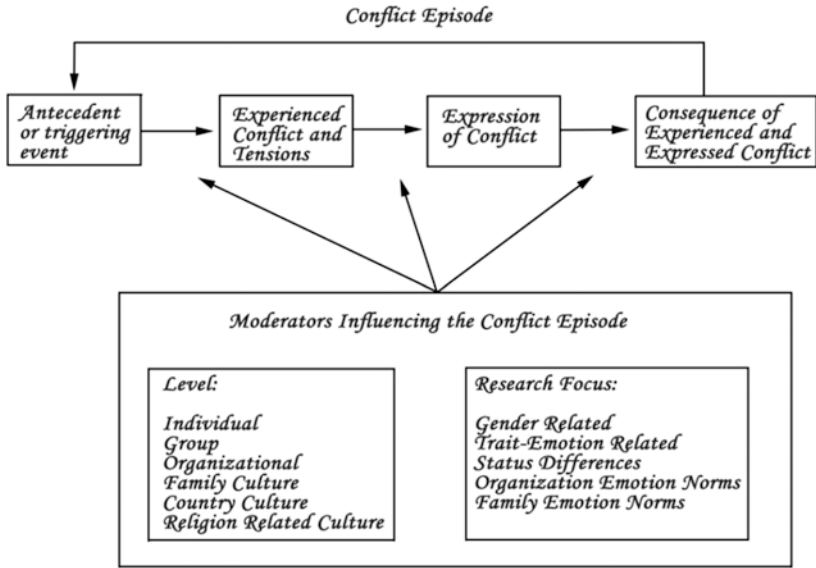 Conflict Episode
Antecedent
or triggering
event
Experienced
Conflict and
Tensions
Expression
of Conflict
Consequence of
Experienced and
Expressed Conflict
Moderators Influencing the Conflict Episode
Level:
Individual
Group
Organizational
Family Culture
Country Culture
Religion Related Culture
Research Focus:
Gender Related
Trait-Emotion Related
Status Differences
Organization Emotion Norms
Family Emotion Norms